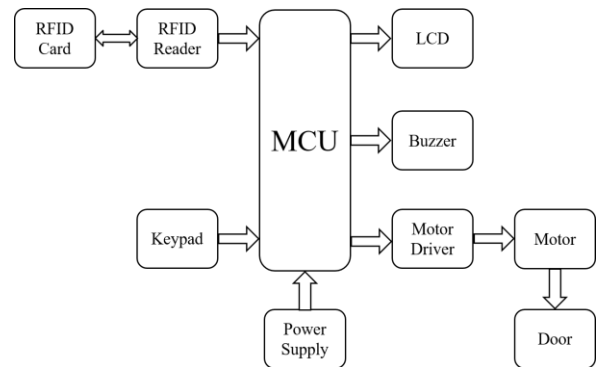 RFID
Card
RFID
Reader
LCD
MCU
Buzzer
Keypad
Motor
Driver
Motor
Power
Supply
Door